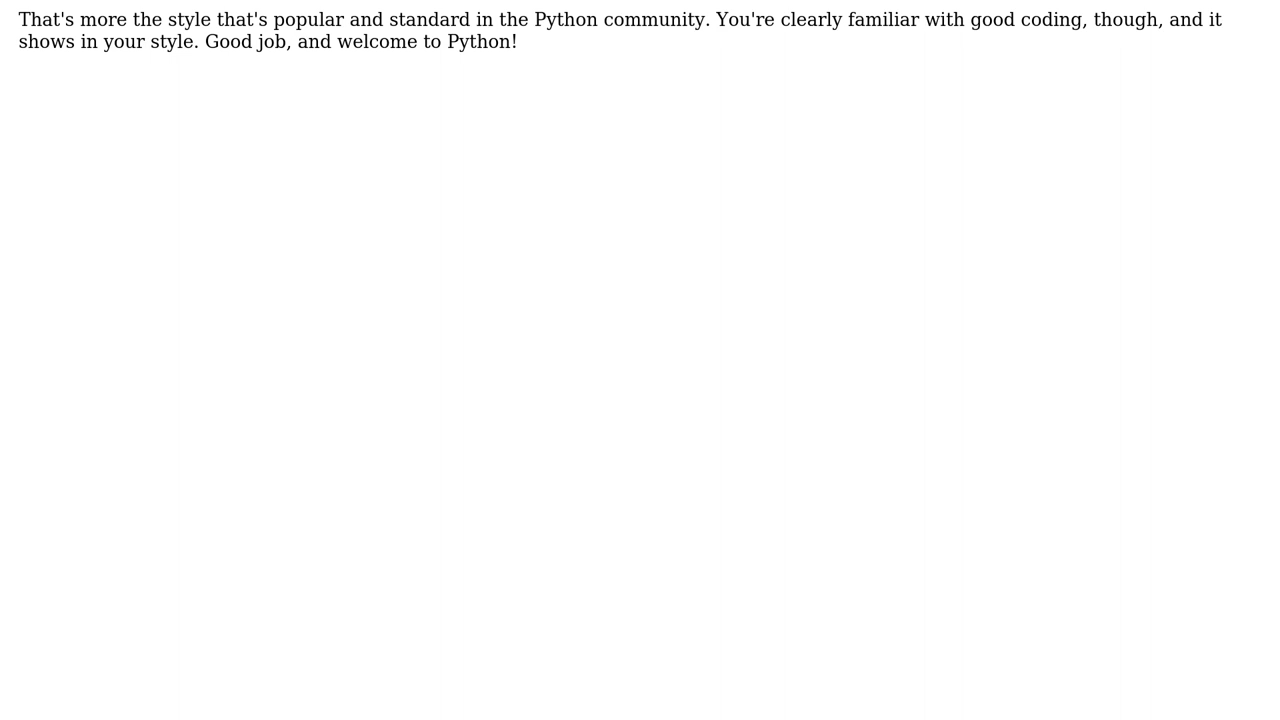 That's more the style that's popular and standard in the Python community. You're clearly familiar with good coding, though, and it
shows in your style. Good job, and welcome to Python!